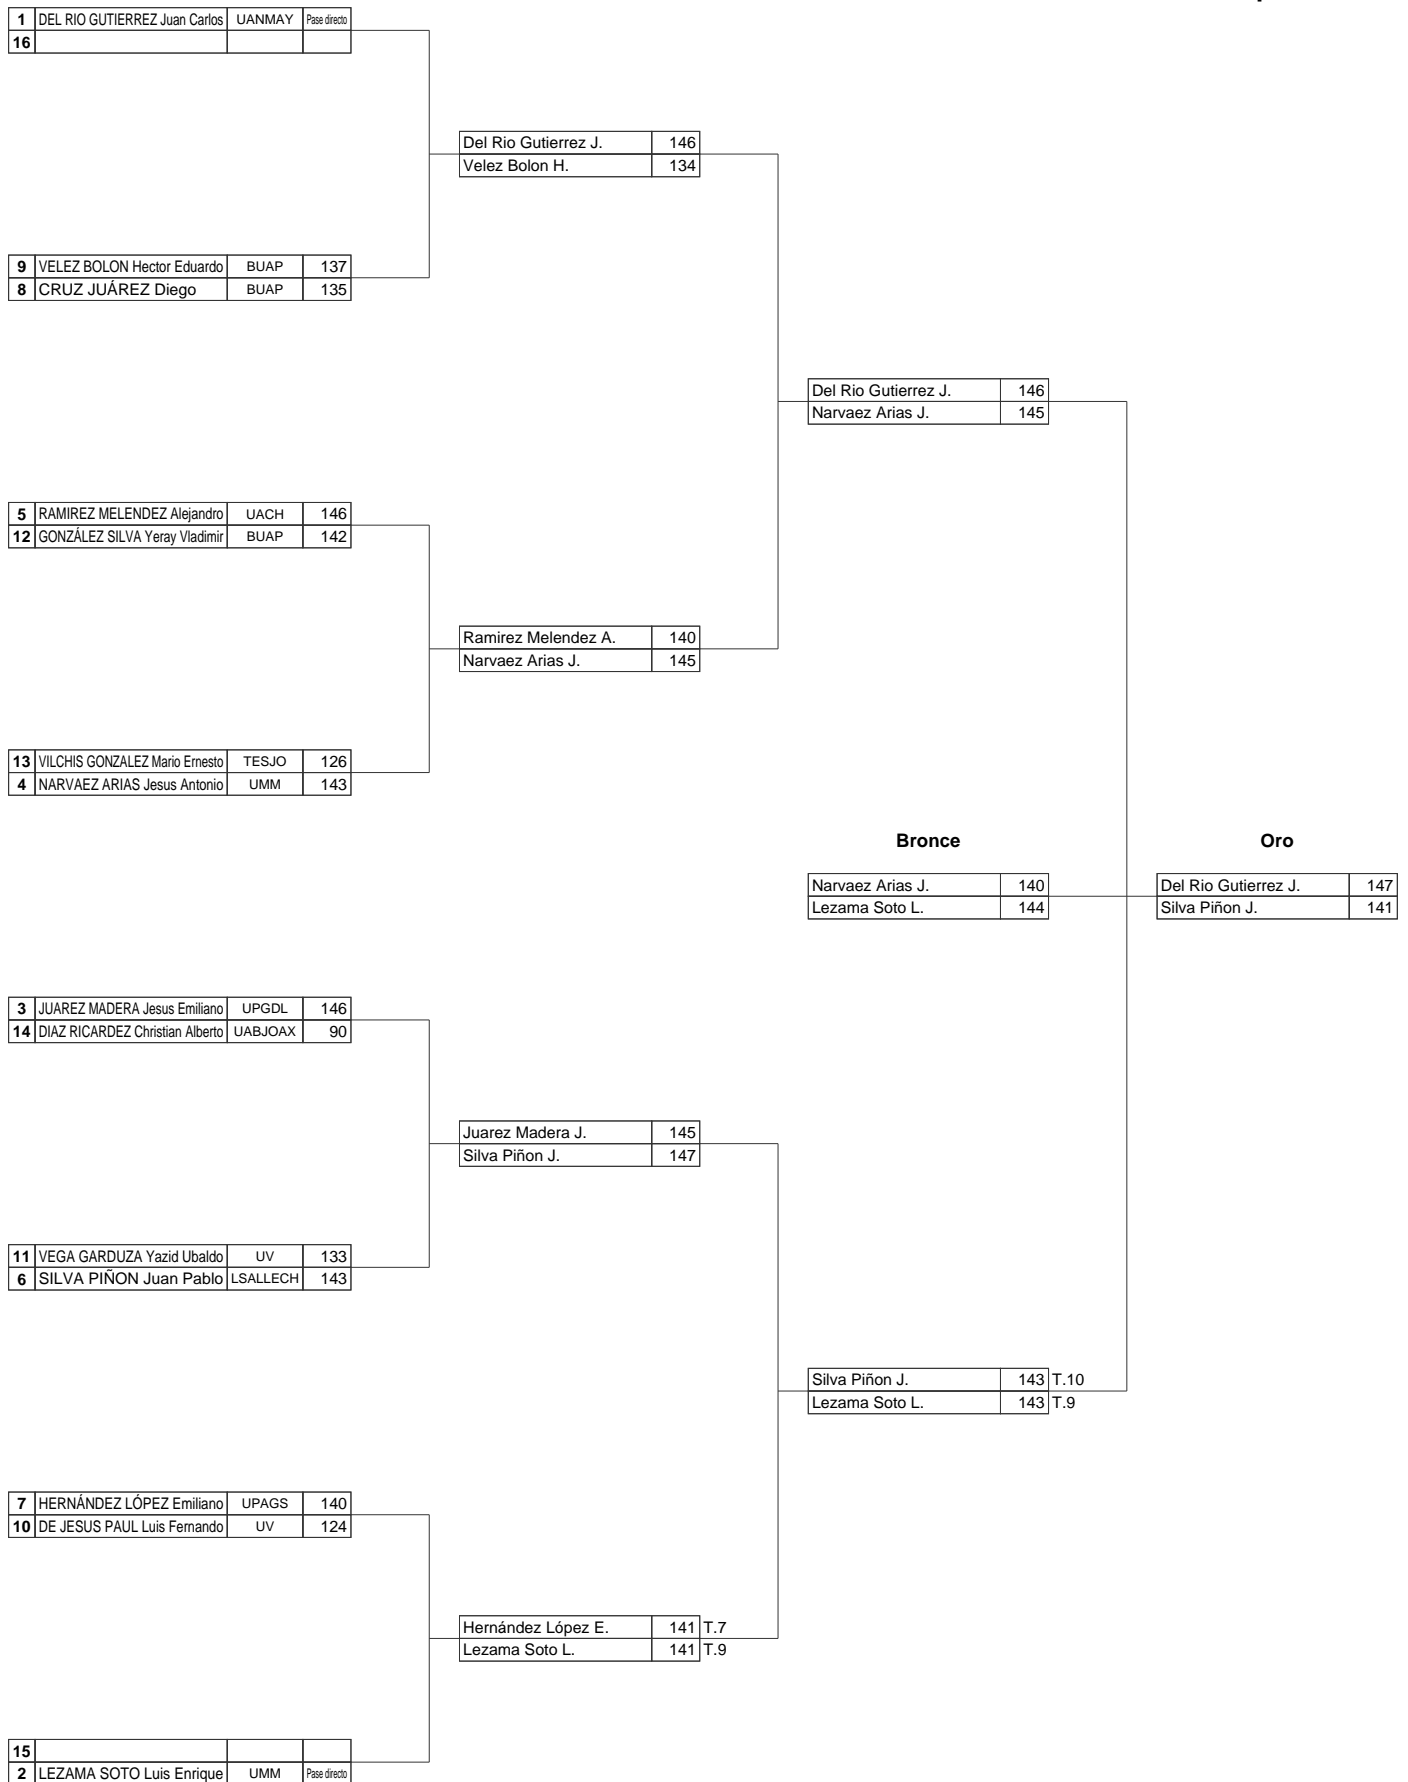 1 DEL RIO GUTIERREZ Juan Carlos UANMAY Pase directo
16
Del Rio Gutierrez J. 146
Velez Bolon H. 134
9 VELEZ BOLON Hector Eduardo BUAP 137
8 CRUZ JUÁREZ Diego BUAP 135
Del Rio Gutierrez J. 146
Narvaez Arias J. 145
5 RAMIREZ MELENDEZ Alejandro UACH 146
12 GONZÁLEZ SILVA Yeray Vladimir BUAP 142
Ramirez Melendez A. 140
Narvaez Arias J. 145
13 VILCHIS GONZALEZ Mario Ernesto TESJO 126
4 NARVAEZ ARIAS Jesus Antonio UMM 143
Bronce Oro
Narvaez Arias J. 140 Del Rio Gutierrez J. 147
Lezama Soto L. 144 Silva Piñon J. 141
3 JUAREZ MADERA Jesus Emiliano UPGDL 146
14 DIAZ RICARDEZ Christian Alberto UABJOAX 90
Juarez Madera J. 145
Silva Piñon J. 147
11 VEGA GARDUZA Yazid Ubaldo UV 133
6 SILVA PIÑON Juan Pablo LSALLECH 143
Silva Piñon J. 143 T.10
Lezama Soto L. 143 T.9
7 HERNÁNDEZ LÓPEZ Emiliano UPAGS 140
10 DE JESUS PAUL Luis Fernando UV 124
Hernández López E. 141 T.7
Lezama Soto L. 141 T.9
15
2 LEZAMA SOTO Luis Enrique UMM Pase directo